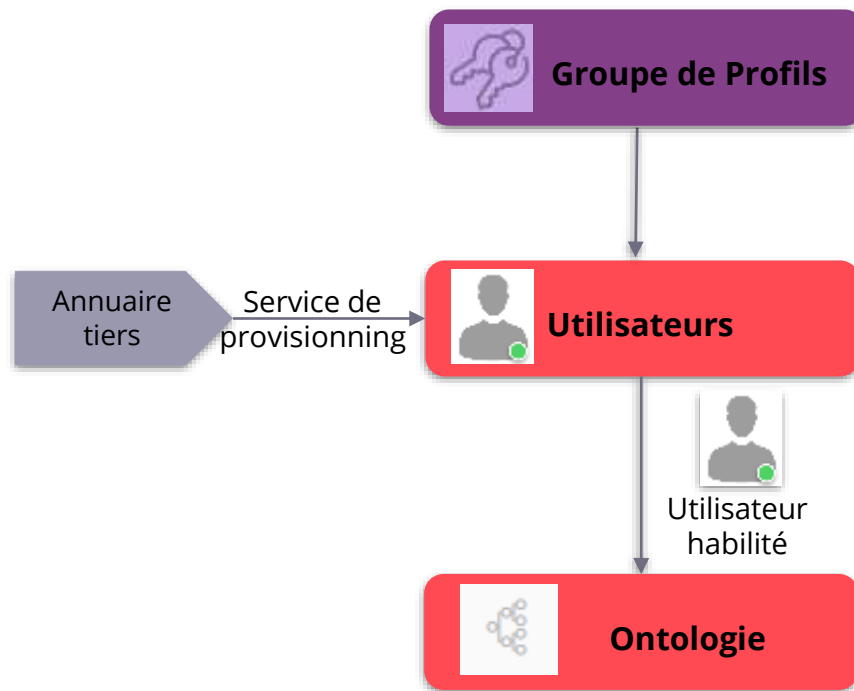 Groupe de Profils
Annuaire
tiers
Service de
provisionning
Utilisateurs
Utilisateur
habilité
Ontologie